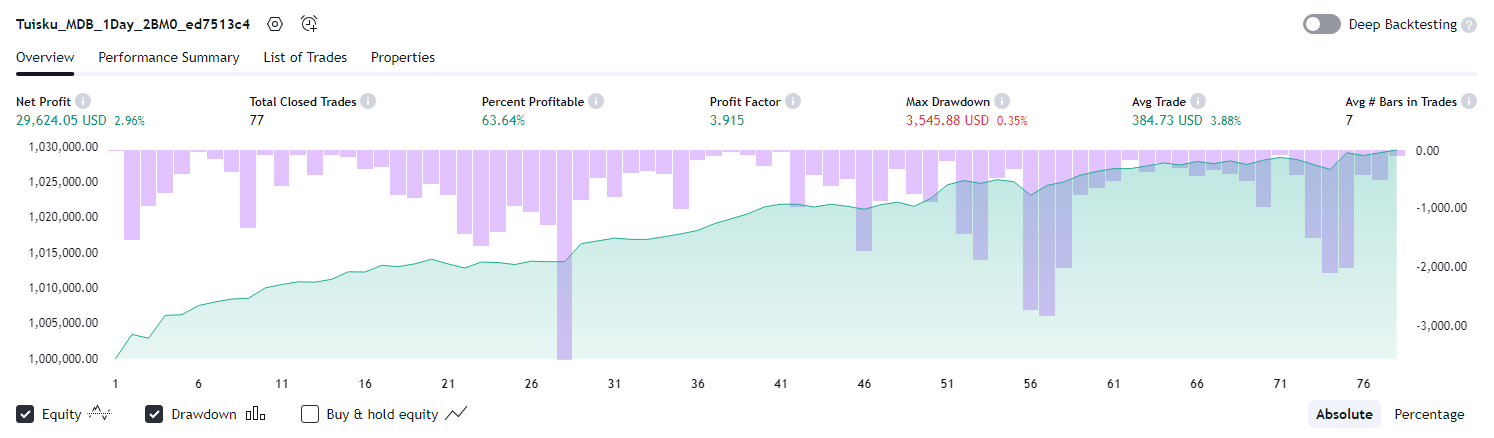 Tuisku_MDB_1Day_2BM0_ed7513c4
Deep Backtesting ?
Overview Performance Summary List of Trades Properties
Net Profit i Total Closed Trades i Percent Profitable i Profit Factor i Max Drawdown i Avg Trade i Avg # Bars in Trades i
29,624.05 USD 2.96% 77 63.64% 3.915 3,545.88 USD 0.35% 384.73 USD 3.88% 7
1,030,000.00 0.00
1,025,000.00
1,020,000.00 -1,000.00
1,015,000.00
1,010,000.00 -2,000.00
1,005,000.00 -3,000.00
1,000,000.00
1 6 11 16 21 26 31 36 41 46 51 56 61 66 71 76
Equity Drawdown Buy & hold equity Absolute Percentage